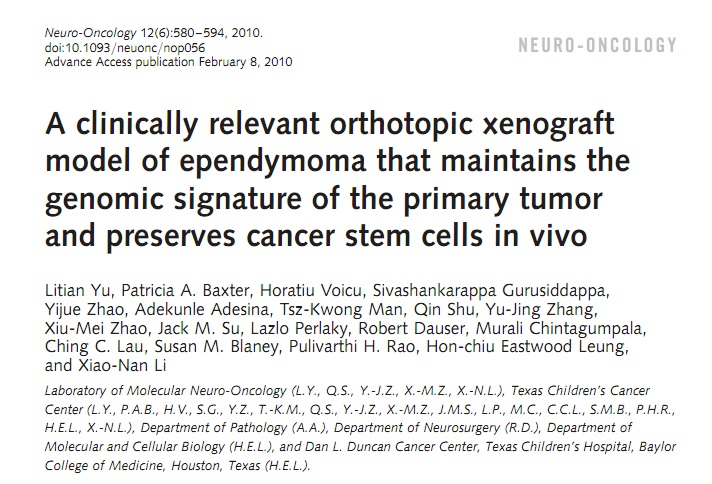 Neuro-Oncology 12(6):580–594, 2010.
doi:10.1093/neuonc/nop056
Advance Access publication February 8, 2010
NEURO-ONCOLOGY
A clinically relevant orthotopic xenograft
model of ependymoma that maintains the
genomic signature of the primary tumor
and preserves cancer stem cells in vivo
Litian Yu, Patricia A. Baxter, Horatiu Voicu, Sivashankarappa Gurusiddappa,
Yijue Zhao, Adekunle Adesina, Tsz-Kwong Man, Qin Shu, Yu-Jing Zhang,
Xiu-Mei Zhao, Jack M. Su, Lazlo Perlaky, Robert Dauser, Murali Chintagumpala,
Ching C. Lau, Susan M. Blaney, Pulivarthi H. Rao, Hon-chiu Eastwood Leung,
and Xiao-Nan Li
Laboratory of Molecular Neuro-Oncology (L.Y., Q.S., Y.-J.Z., X.-M.Z., X.-N.L.), Texas Children's Cancer
Center (L.Y., P.A.B., H.V., S.G., Y.Z., T.-K.M., Q.S., Y.-J.Z., X.-M.Z., J.M.S., L.P., M.C., C.C.L., S.M.B., P.H.R.,
H.E.L., X.-N.L.), Department of Pathology (A.A.), Department of Neurosurgery (R.D.), Department of
Molecular and Cellular Biology (H.E.L.), and Dan L. Duncan Cancer Center, Texas Children's Hospital, Baylor
College of Medicine, Houston, Texas (H.E.L.).